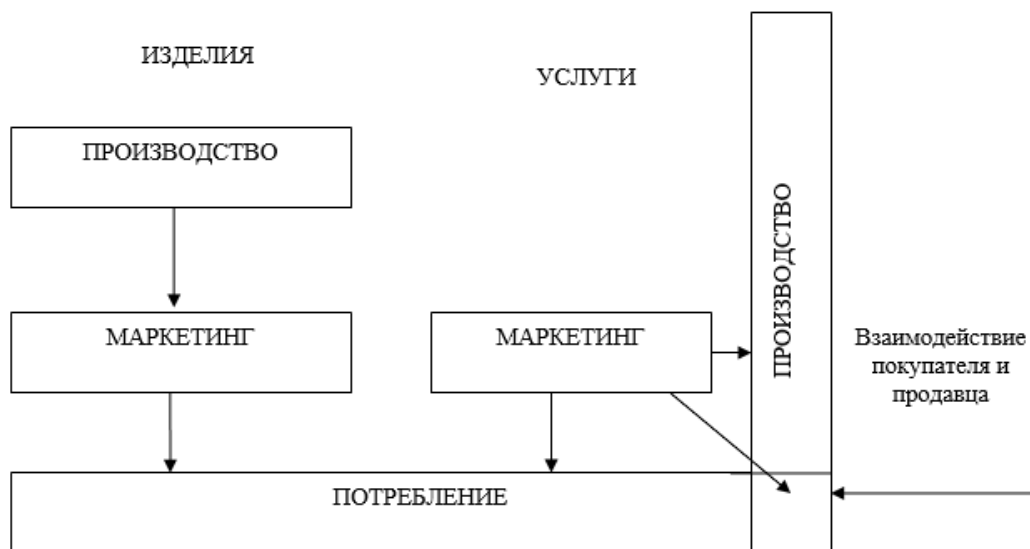 ИЗДЕЛИЯ
УСЛУГИ
ПРОИЗВОДСТВО
ПРОИЗВОДСТВО
МАРКЕТИНГ
МАРКЕТИНГ
Взаимодействие
покупателя и
продавца
ПОТРЕБЛЕНИЕ